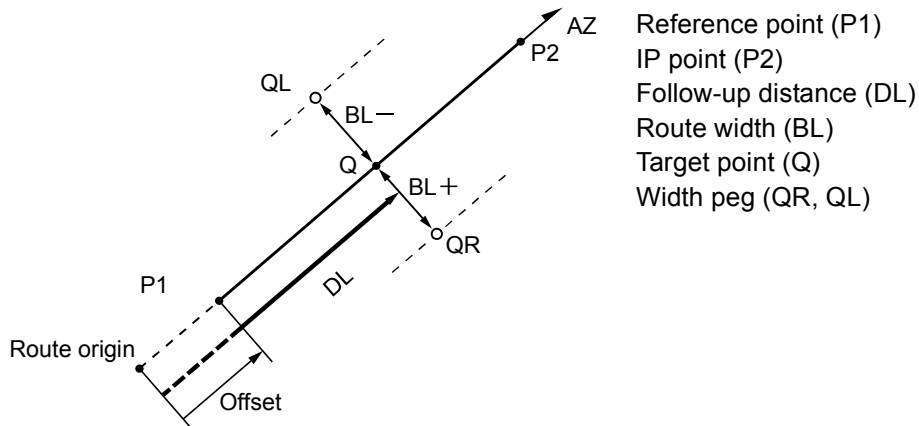 AZ
P2
QL
BL－
Q
BL＋
QR
DL
P1
Route origin
Offset
Reference point (P1)
IP point (P2)
Follow-up distance (DL)
Route width (BL)
Target point (Q)
Width peg (QR, QL)